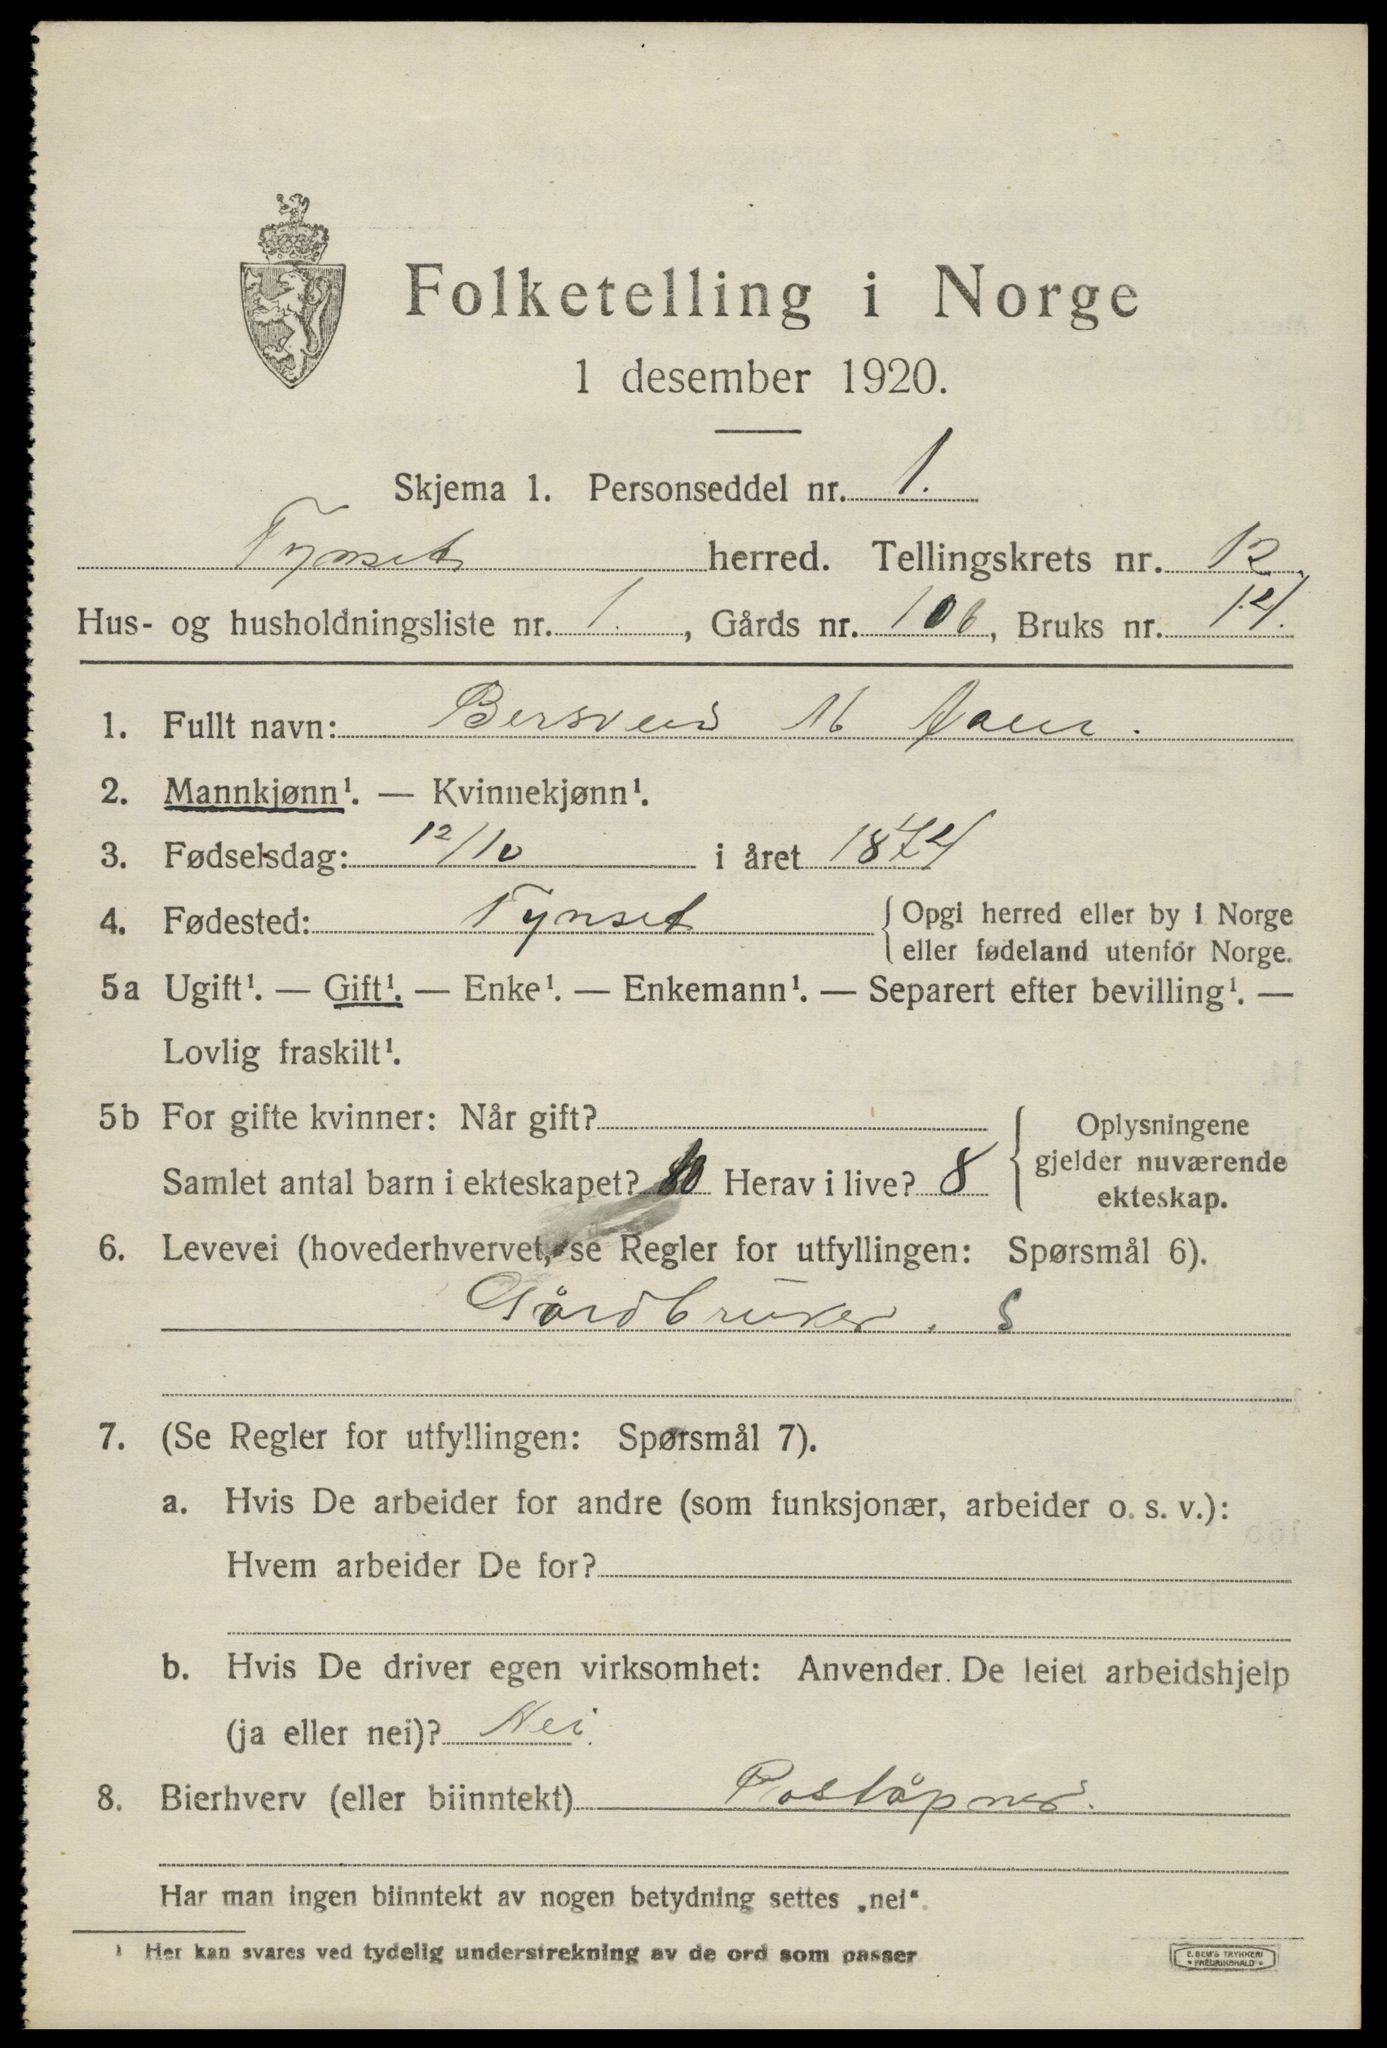 Folketelling i Norge
1 desember 1920.
Skjema 1. Personseddel nr. 1.
Tynset herred. Tellingskrets nr. 12.
Hus- og husholdningsliste nr. 1., Gårds nr. 106, Bruks nr. 14.
1. Fullt navn: Bersvend M
2. Mannkjønn¹. — Kvinnekjønn¹.
3. Fødselsdag: 12/10 i året 1874
4. Fødested: Tynset { Opgi herred eller by i Norge
eller fødeland utenfor Norge.
5a Ugift¹. — Gift¹. — Enke¹. — Enkemann¹. — Separert efter bevilling¹. —
Lovlig fraskilt¹.
5b For gifte kvinner: Når gift?
Samlet antal barn i ekteskapet? Herav i live? 8
{ Oplysningene
gjelder nuværende
ekteskap.
6. Levevei (hovederhvervet, se Regler for utfyllingen: Spørsmål 6).
Gårdbruker. S
7. (Se Regler for utfyllingen: Spørsmål 7).
a. Hvis De arbeider for andre (som funksjonær, arbeider o. s. v.):
Hvem arbeider De for?
b. Hvis De driver egen virksomhet: Anvender De leiet arbeidshjelp
(ja eller nei)? Nei.
8. Bierhverv (eller biinntekt) Poståpner.
Har man ingen biinntekt av nogen betydning settes „nei“.
¹ Her kan svares ved tydelig understrekning av de ord som passer
E. BEM'S TRYKKERI
FREDRIKSHALD